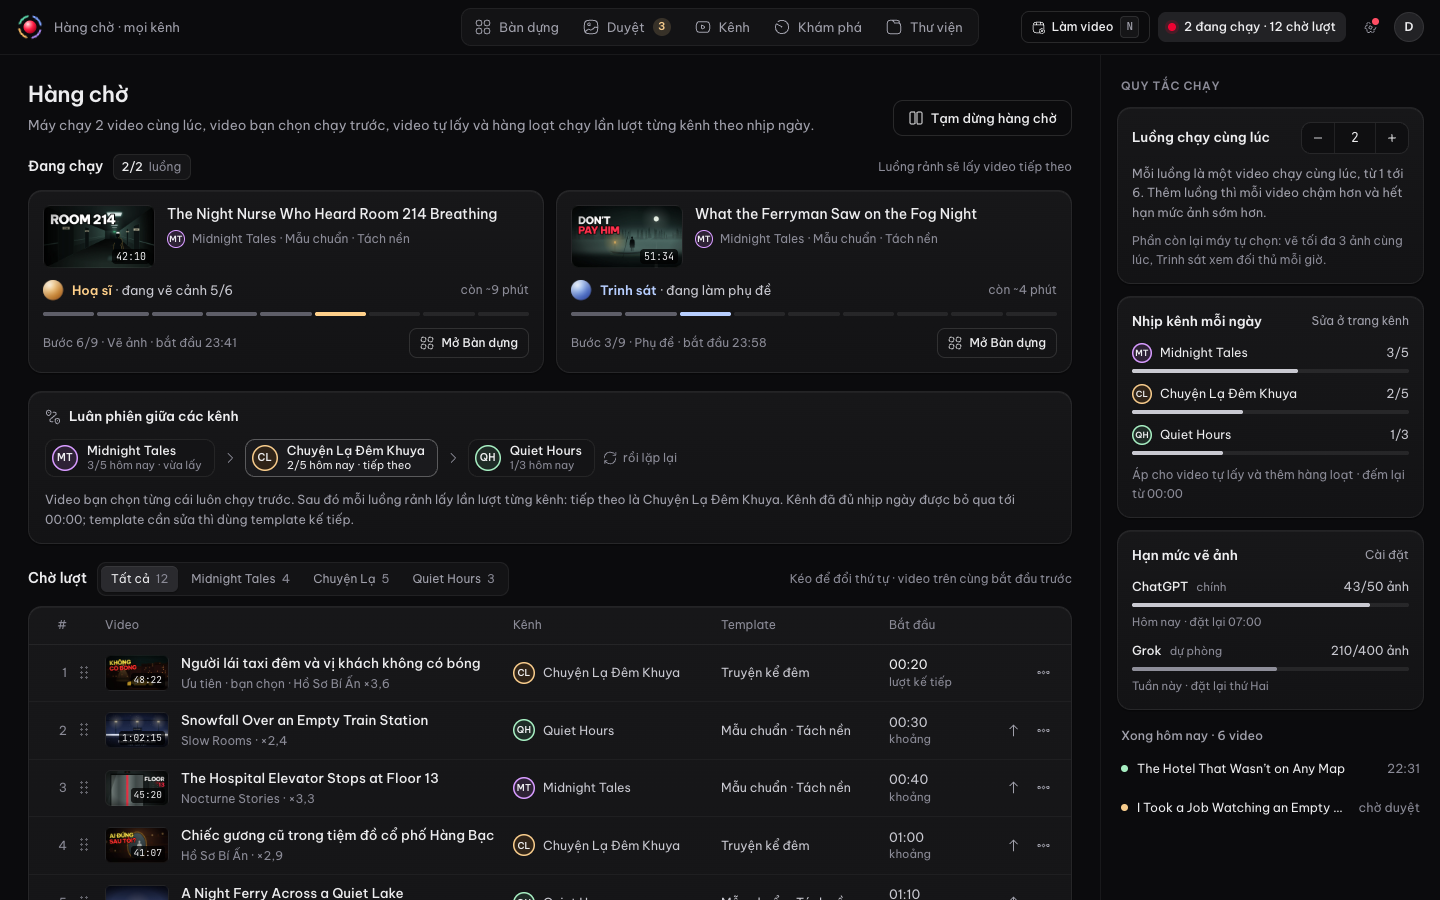 Hàng chờ · mọi kênh
Bàn dựng
Duyệt 3
Kênh
Khám phá
Thư viện
Làm video N
2 đang chạy · 12 chờ lượt
D
Hàng chờ
Máy chạy 2 video cùng lúc, video bạn chọn chạy trước, video tự lấy và hàng loạt chạy lần lượt từng kênh theo nhịp ngày.
Tạm dừng hàng chờ
Đang chạy 2/2 luồng
Luồng rảnh sẽ lấy video tiếp theo
ROOM 214
42:10
The Night Nurse Who Heard Room 214 Breathing
MT Midnight Tales · Mẫu chuẩn · Tách nền
Hoạ sĩ · đang vẽ cảnh 5/6
còn ~9 phút
Bước 6/9 · Vẽ ảnh · bắt đầu 23:41
Mở Bàn dựng
DON'T
PAY HIM
51:34
What the Ferryman Saw on the Fog Night
MT Midnight Tales · Mẫu chuẩn · Tách nền
Trinh sát · đang làm phụ đề
còn ~4 phút
Bước 3/9 · Phụ đề · bắt đầu 23:58
Mở Bàn dựng
Luân phiên giữa các kênh
MT Midnight Tales
3/5 hôm nay · vừa lấy
CL Chuyện Lạ Đêm Khuya
2/5 hôm nay · tiếp theo
QH Quiet Hours
1/3 hôm nay
rồi lặp lại
Video bạn chọn từng cái luôn chạy trước. Sau đó mỗi luồng rảnh lấy lần lượt từng kênh: tiếp theo là Chuyện Lạ Đêm Khuya. Kênh đã đủ nhịp ngày được bỏ qua tới
00:00; template cần sửa thì dùng template kế tiếp.
Chờ lượt
Tất cả 12
Midnight Tales 4
Chuyện Lạ 5
Quiet Hours 3
Kéo để đổi thứ tự · video trên cùng bắt đầu trước
# Video Kênh Template Bắt đầu
1
KHÔNG
CÓ BÓNG
48:22
Người lái taxi đêm và vị khách không có bóng
Ưu tiên · bạn chọn · Hồ Sơ Bí Ẩn ×3,6
CL Chuyện Lạ Đêm Khuya
Truyện kể đêm
00:20
lượt kế tiếp
2
1:02:15
Snowfall Over an Empty Train Station
Slow Rooms · ×2,4
QH Quiet Hours
Mẫu chuẩn · Tách nền
00:30
khoảng
3
FLOOR
13
45:20
The Hospital Elevator Stops at Floor 13
Nocturne Stories · ×3,3
MT Midnight Tales
Mẫu chuẩn · Tách nền
00:40
khoảng
4
AI ĐỨNG
SAU TÔI?
41:07
Chiếc gương cũ trong tiệm đồ cổ phố Hàng Bạc
Hồ Sơ Bí Ẩn · ×2,9
CL Chuyện Lạ Đêm Khuya
Truyện kể đêm
01:00
khoảng
A Night Ferry Across a Quiet Lake
01:10
QUY TẮC CHẠY
Luồng chạy cùng lúc
− 2 +
Mỗi luồng là một video chạy cùng lúc, từ 1 tới
6. Thêm luồng thì mỗi video chậm hơn và hết
hạn mức ảnh sớm hơn.
Phần còn lại máy tự chọn: vẽ tối đa 3 ảnh cùng
lúc, Trinh sát xem đối thủ mỗi giờ.
Nhịp kênh mỗi ngày
Sửa ở trang kênh
MT Midnight Tales 3/5
CL Chuyện Lạ Đêm Khuya 2/5
QH Quiet Hours 1/3
Áp cho video tự lấy và thêm hàng loạt · đếm lại
từ 00:00
Hạn mức vẽ ảnh
Cài đặt
ChatGPT chính 43/50 ảnh
Hôm nay · đặt lại 07:00
Grok dự phòng 210/400 ảnh
Tuần này · đặt lại thứ Hai
Xong hôm nay · 6 video
The Hotel That Wasn't on Any Map 22:31
I Took a Job Watching an Empty ... chờ duyệt